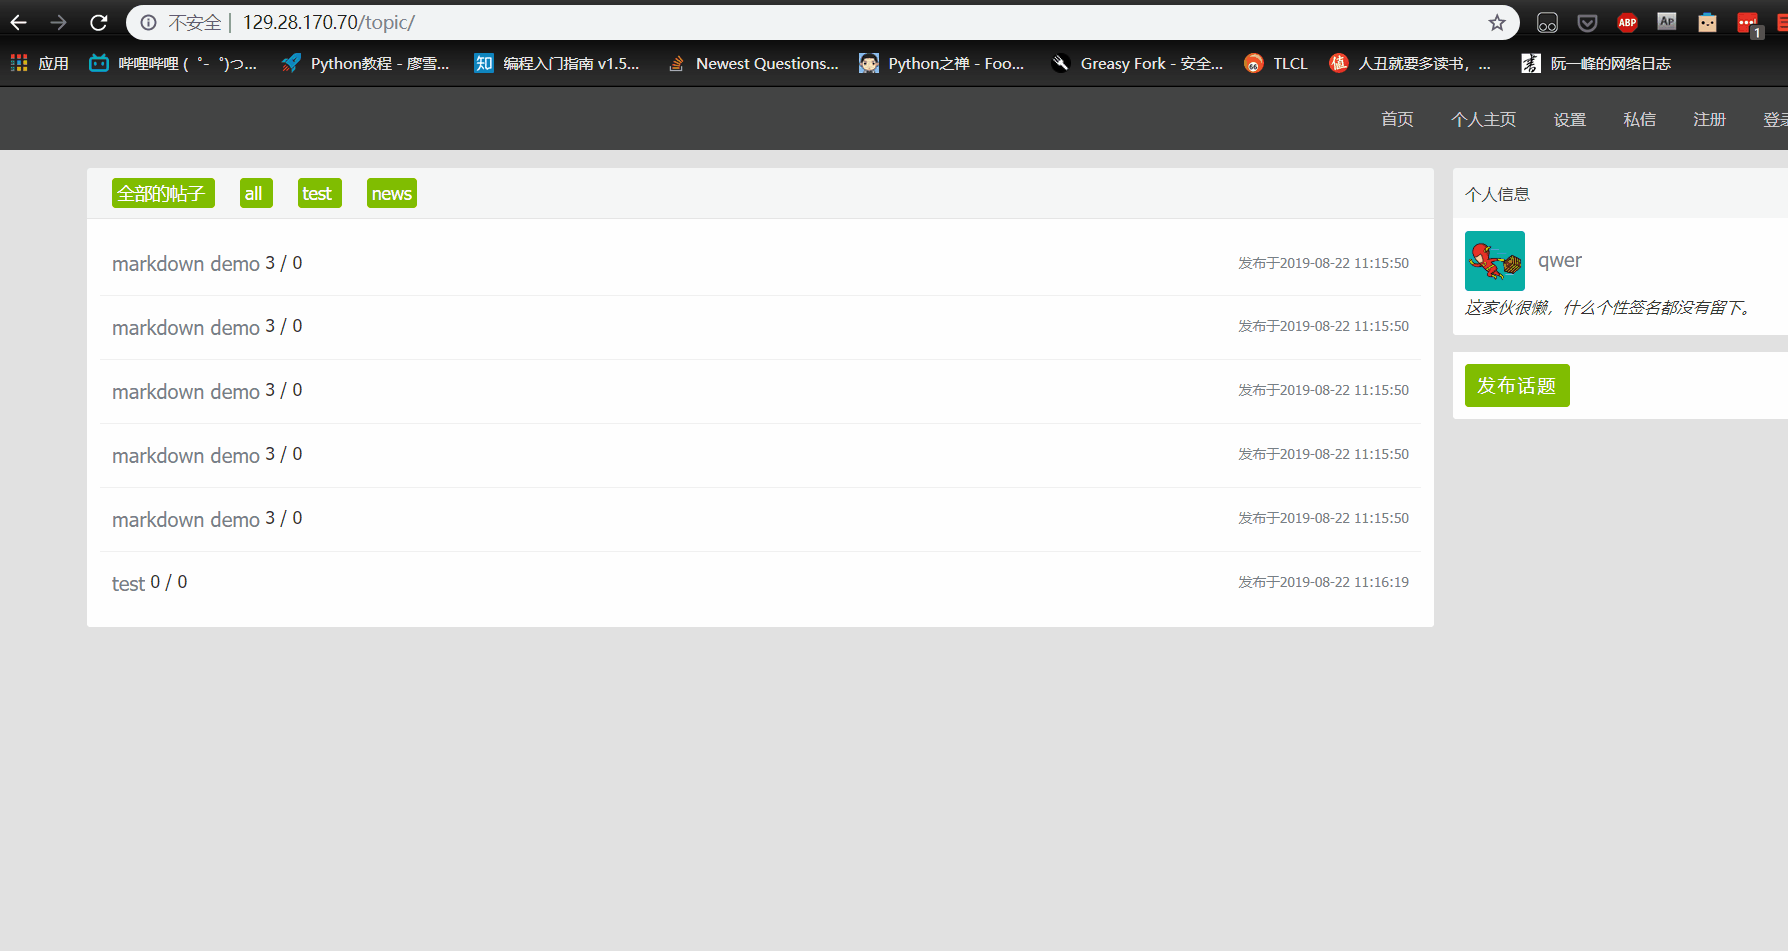 不安全 | 129.28.170.70/topic/
ABP AP 1
应用 哔哩哔哩 ( ゜- ゜)つ... Python教程 - 廖雪... 知 编程入门指南 v1.5... Newest Questions... Python之禅 - Foo... Greasy Fork - 安全... TLCL 值 人丑就要多读书，... 阮一峰的网络日志
首页 个人主页 设置 私信 注册 登录
全部的帖子 all test news
markdown demo 3 / 0 发布于2019-08-22 11:15:50
markdown demo 3 / 0 发布于2019-08-22 11:15:50
markdown demo 3 / 0 发布于2019-08-22 11:15:50
markdown demo 3 / 0 发布于2019-08-22 11:15:50
markdown demo 3 / 0 发布于2019-08-22 11:15:50
test 0 / 0 发布于2019-08-22 11:16:19
个人信息
qwer
这家伙很懒，什么个性签名都没有留下。
发布话题